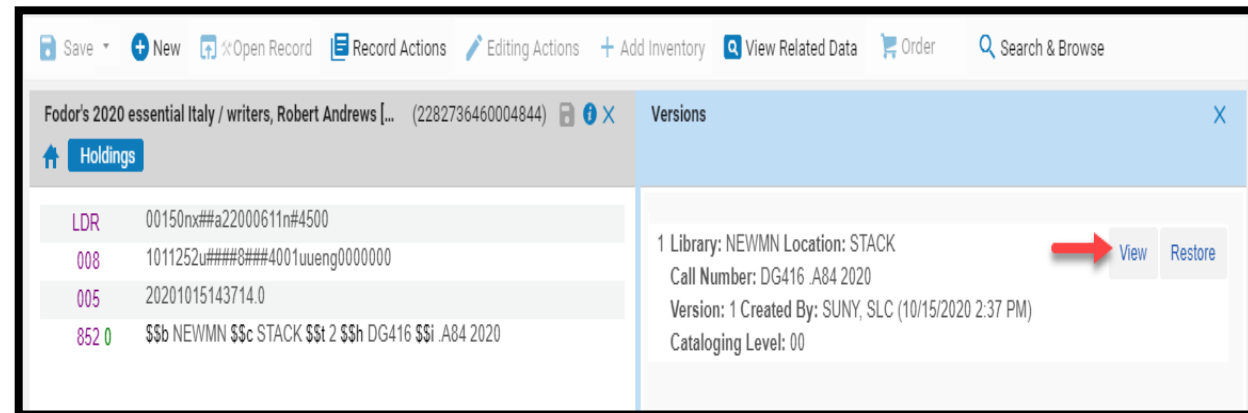 Save New Open Record Record Actions Editing Actions + Add Inventory View Related Data Order Search & Browse
Fodor's 2020 essential Italy / writers, Robert Andrews [... (2282736460004844)
Holdings
LDR 00150nx##a22000611n#4500
008 1011252u####8###4001uueng0000000
005 20201015143714.0
852 0 $$b NEWMN $$c STACK $$t 2 $$h DG416 $$i .A84 2020
Versions
1 Library: NEWMN Location: STACK
Call Number: DG416 .A84 2020
Version: 1 Created By: SUNY, SLC (10/15/2020 2:37 PM)
Cataloging Level: 00
View Restore